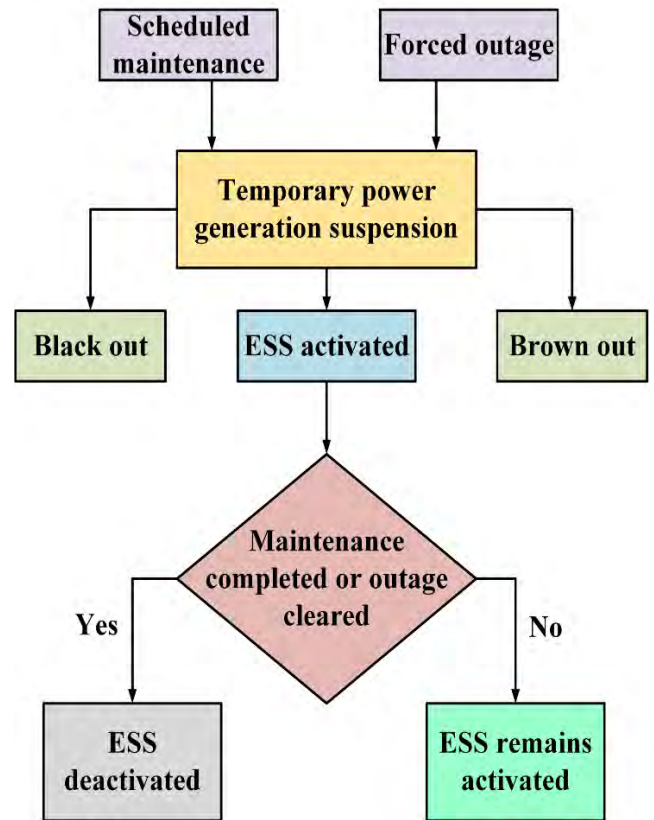 Scheduled
maintenance
Forced outage
Temporary power
generation suspension
Black out
ESS activated
Brown out
Maintenance
completed or outage
cleared
Yes
No
ESS
deactivated
ESS remains
activated